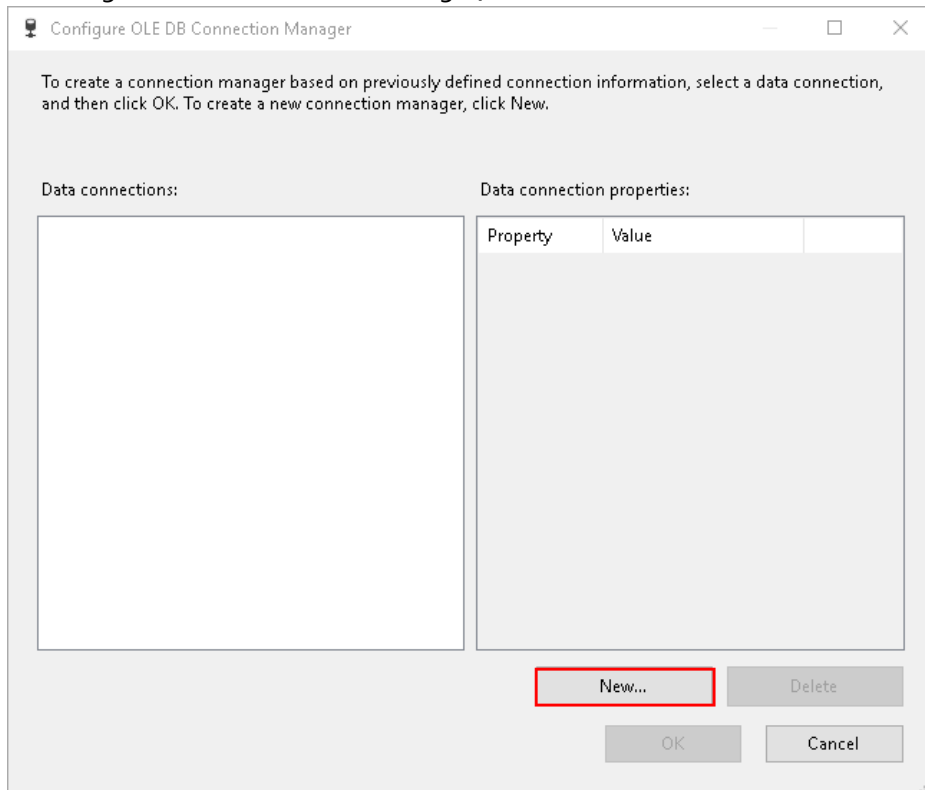 Configure OLE DB Connection Manager
To create a connection manager based on previously defined connection information, select a data connection,
and then click OK. To create a new connection manager, click New.
Data connections:
Data connection properties:
Property Value
New...
Delete
OK
Cancel